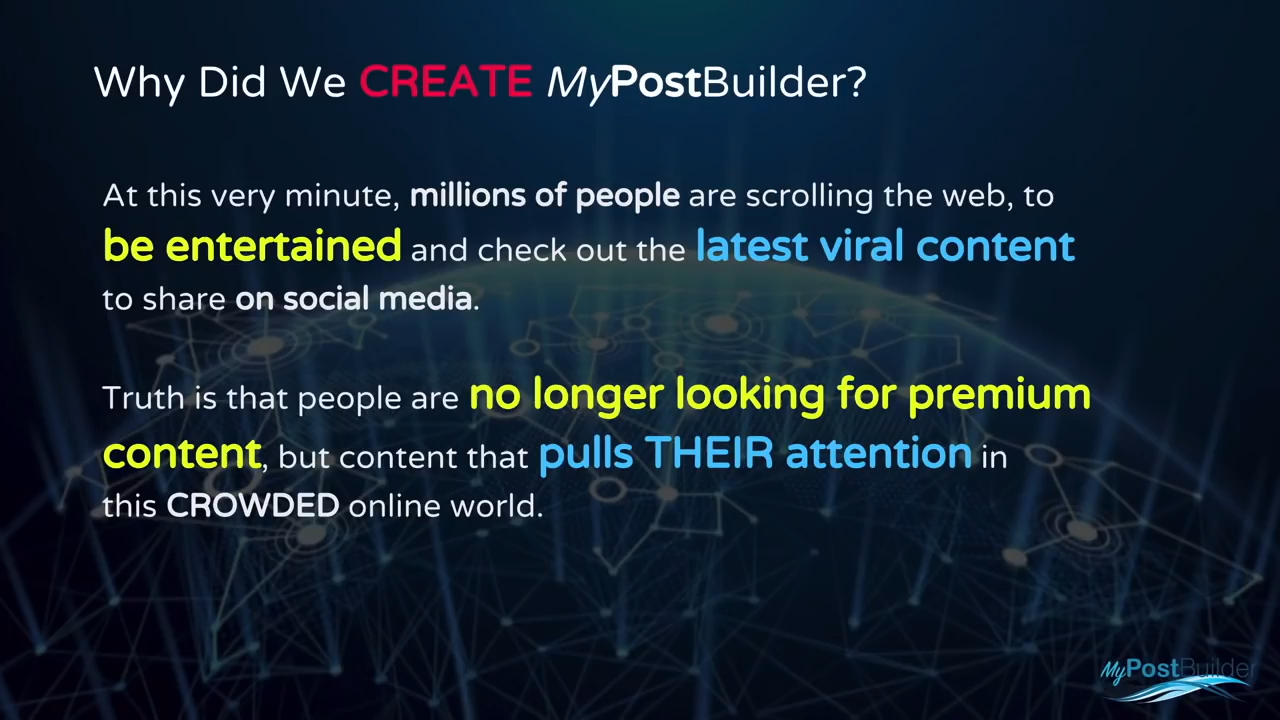 Why Did We CREATE MyPostBuilder?
At this very minute, millions of people are scrolling the web, to
be entertained and check out the latest viral content
to share on social media.
Truth is that people are no longer looking for premium
content, but content that pulls THEIR attention in
this CROWDED online world.
MyPostBuilder